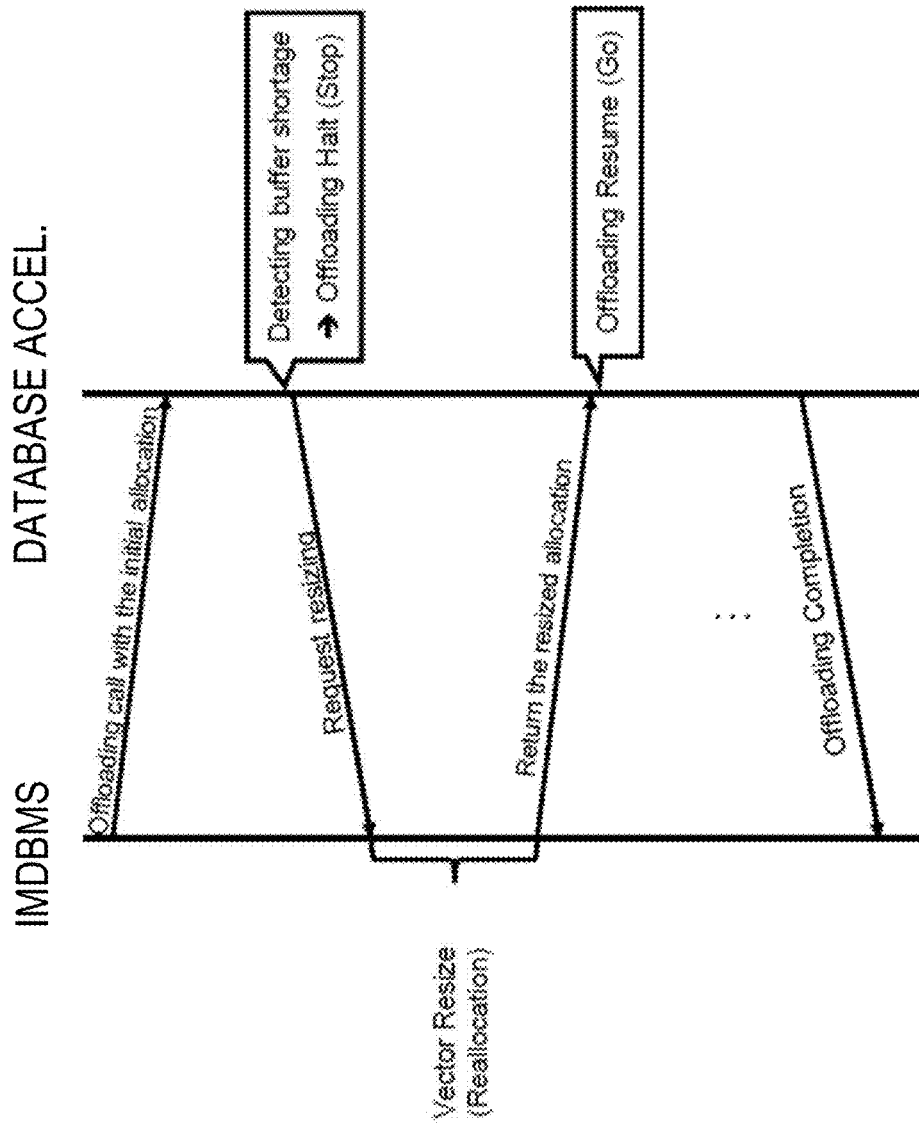 IMDBMS
DATABASE ACCEL.
Offloading call with the initial allocation
Detecting buffer shortage
➔ Offloading Halt (Stop)
Request resizing
Vector Resize
(Reallocation)
Return the resized allocation
Offloading Resume (Go)
...
Offloading Completion